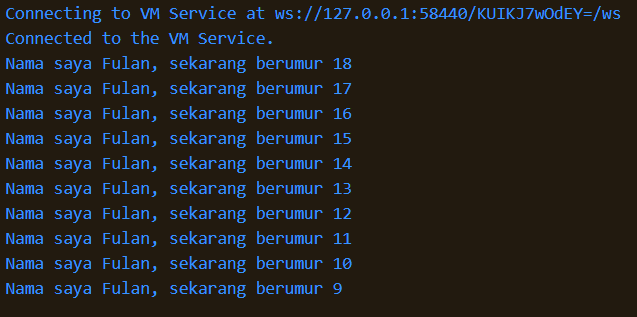 Connecting to VM Service at ws://127.0.0.1:58440/KUIKJ7wOdEY=/ws
Connected to the VM Service.
Nama saya Fulan, sekarang berumur 18
Nama saya Fulan, sekarang berumur 17
Nama saya Fulan, sekarang berumur 16
Nama saya Fulan, sekarang berumur 15
Nama saya Fulan, sekarang berumur 14
Nama saya Fulan, sekarang berumur 13
Nama saya Fulan, sekarang berumur 12
Nama saya Fulan, sekarang berumur 11
Nama saya Fulan, sekarang berumur 10
Nama saya Fulan, sekarang berumur 9